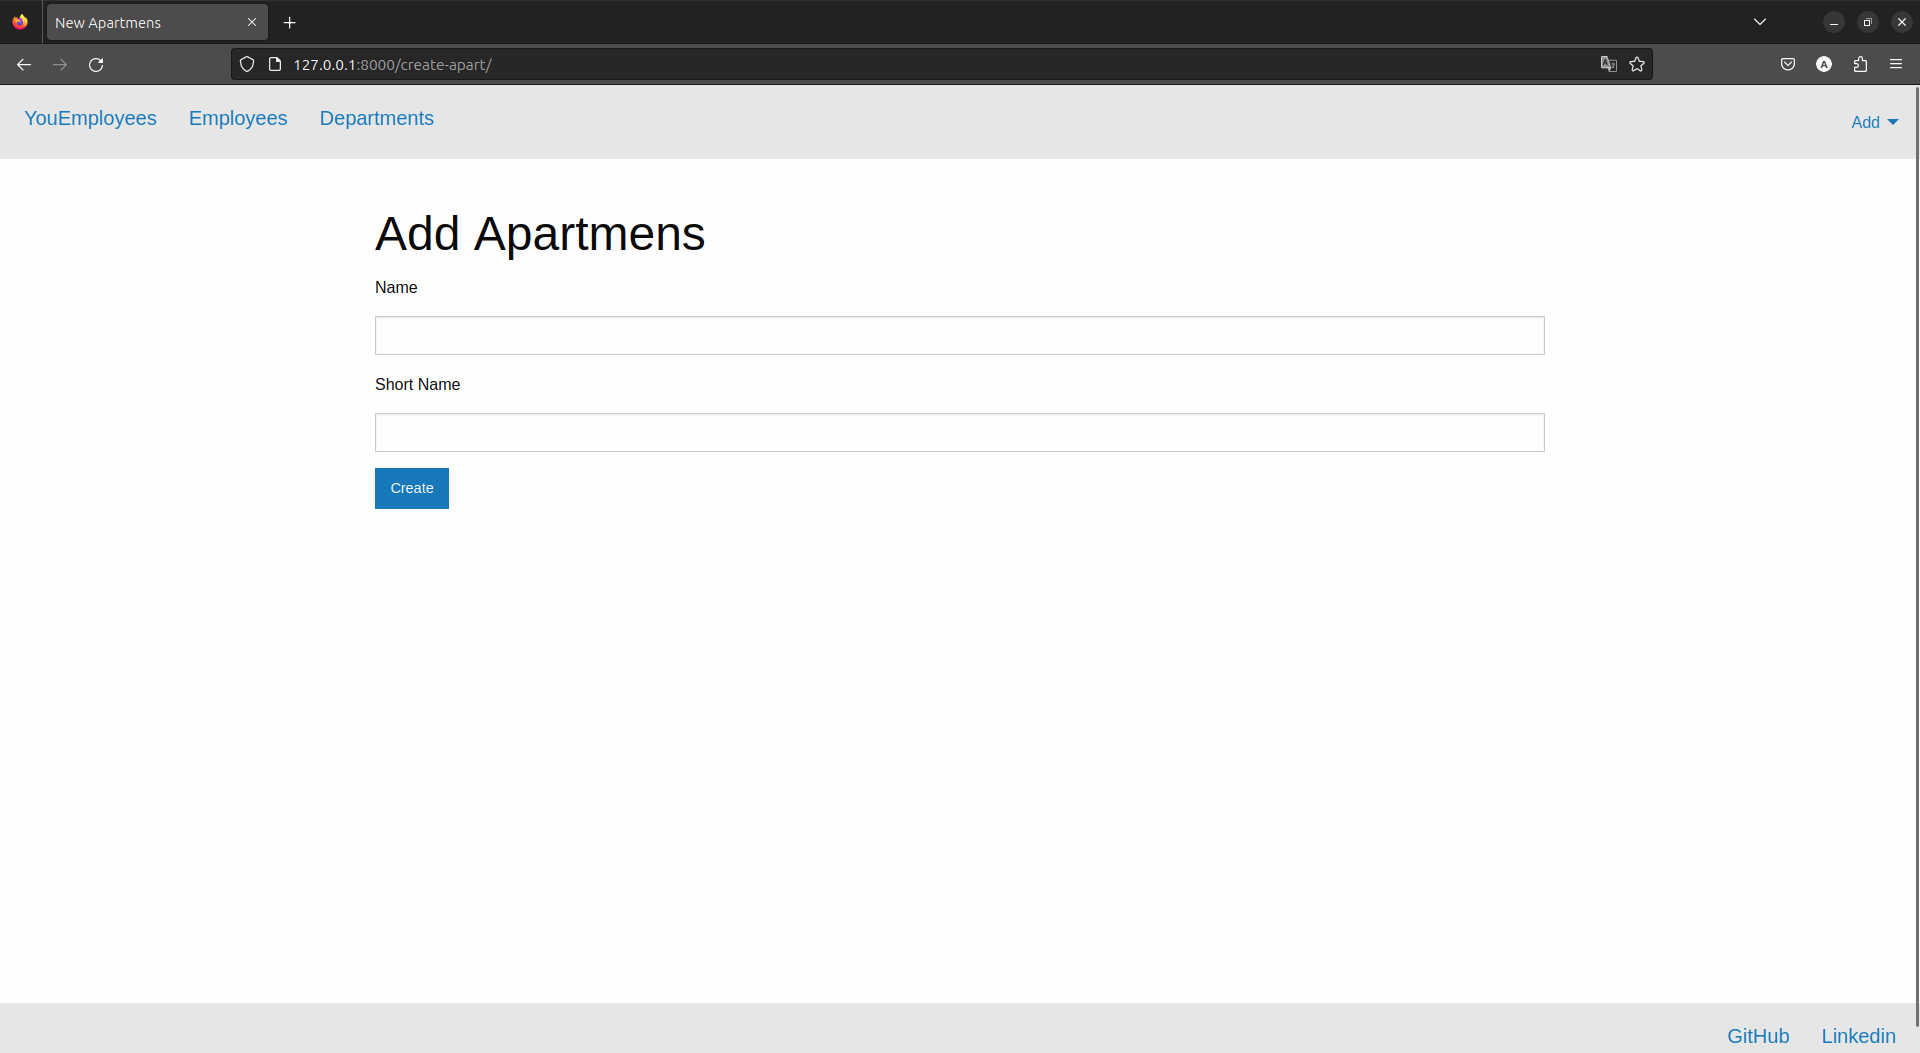 New Apartmens
127.0.0.1:8000/create-apart/
A
YouEmployees Employees Departments Add
Add Apartmens
Name
Short Name
Create
GitHub Linkedin